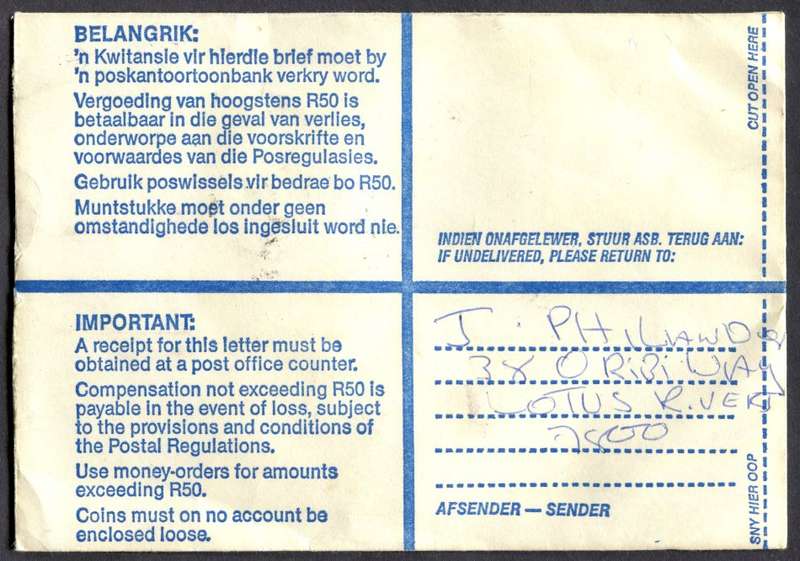 BELANGRIK:
'n Kwitansie vir hierdie brief moet by
'n poskantoortoonbank verkry word.
Vergoeding van hoogstens R50 is
betaalbaar in die geval van verlies,
onderworpe aan die voorskrifte en
voorwaardes van die Posregulasies.
Gebruik poswissels vir bedrae bo R50.
Muntstukke moet onder geen
omstandighede los ingesluit word nie.
CUT OPEN HERE
INDIEN ONAFGELEWER, STUUR ASB. TERUG AAN:
IF UNDELIVERED, PLEASE RETURN TO:
IMPORTANT:
A receipt for this letter must be
obtained at a post office counter.
Compensation not exceeding R50 is
payable in the event of loss, subject
to the provisions and conditions of
the Postal Regulations.
Use money-orders for amounts
exceeding R50.
Coins must on no account be
enclosed loose.
J. PHILANDER
ORIBI WAY
LOTUS RIVER
7800
AFSENDER — SENDER
SNY HIER OOP